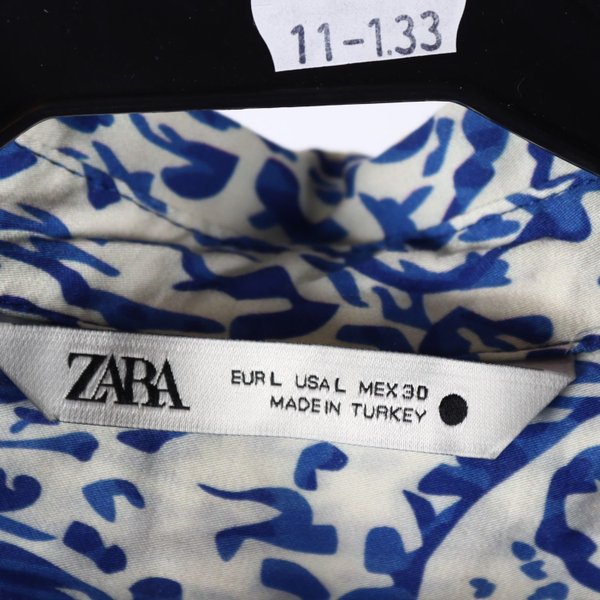 11-1.33
ZARA
EUR L USA L MEX 30
MADE IN TURKEY